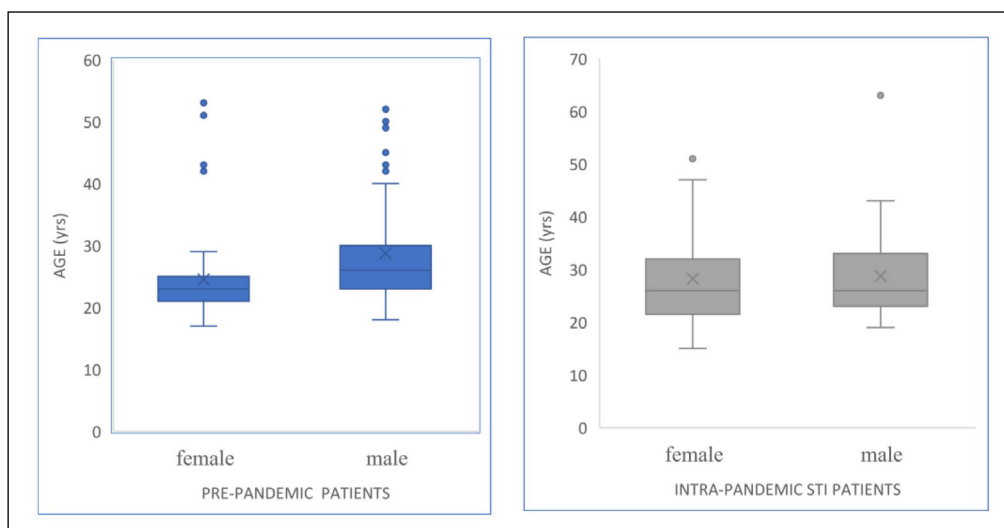 60
50
40
30
20
10
0
AGE (yrs)
female male
PRE-PANDEMIC PATIENTS
70
60
50
40
30
20
10
0
AGE (yrs)
female male
INTRA-PANDEMIC STI PATIENTS